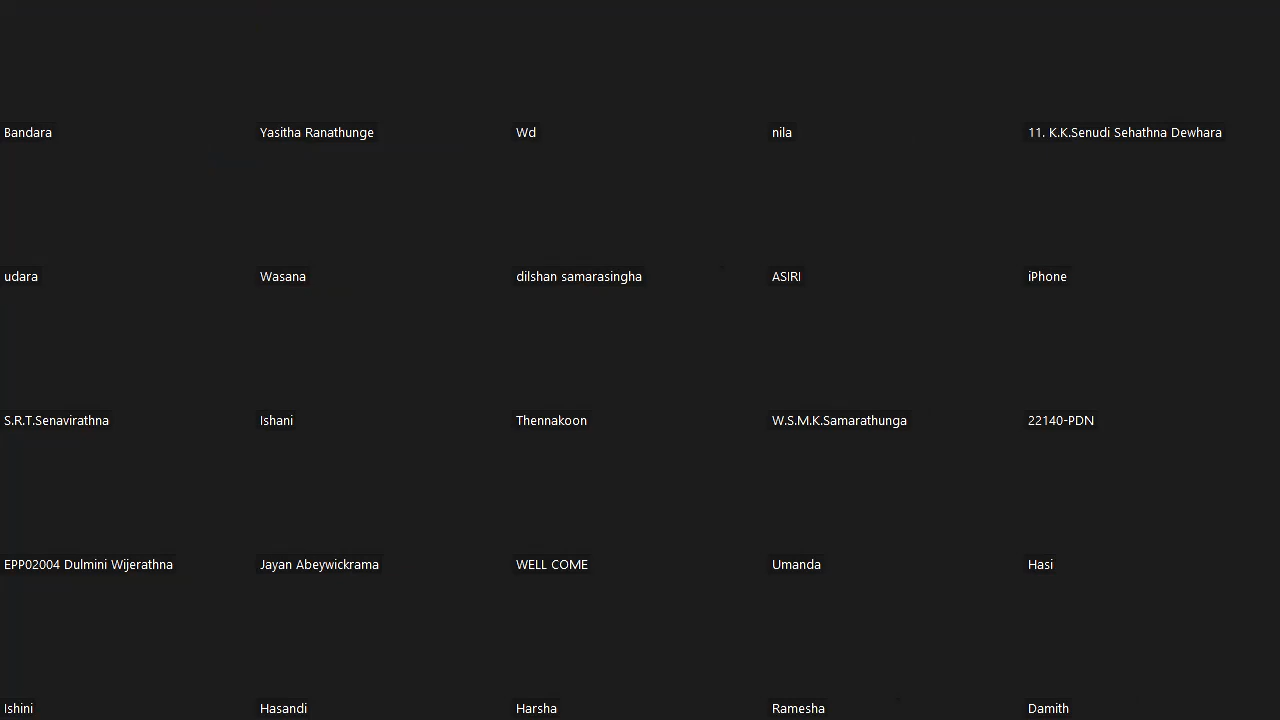 Bandara
Yasitha Ranathunge
Wd
nila
11. K.K.Senudi Sehathna Dewhara
udara
Wasana
dilshan samarasingha
ASIRI
iPhone
S.R.T.Senavirathna
Ishani
Thennakoon
W.S.M.K.Samarathunga
22140-PDN
EPP02004 Dulmini Wijerathna
Jayan Abeywickrama
WELL COME
Umanda
Hasi
Ishini
Hasandi
Harsha
Ramesha
Damith